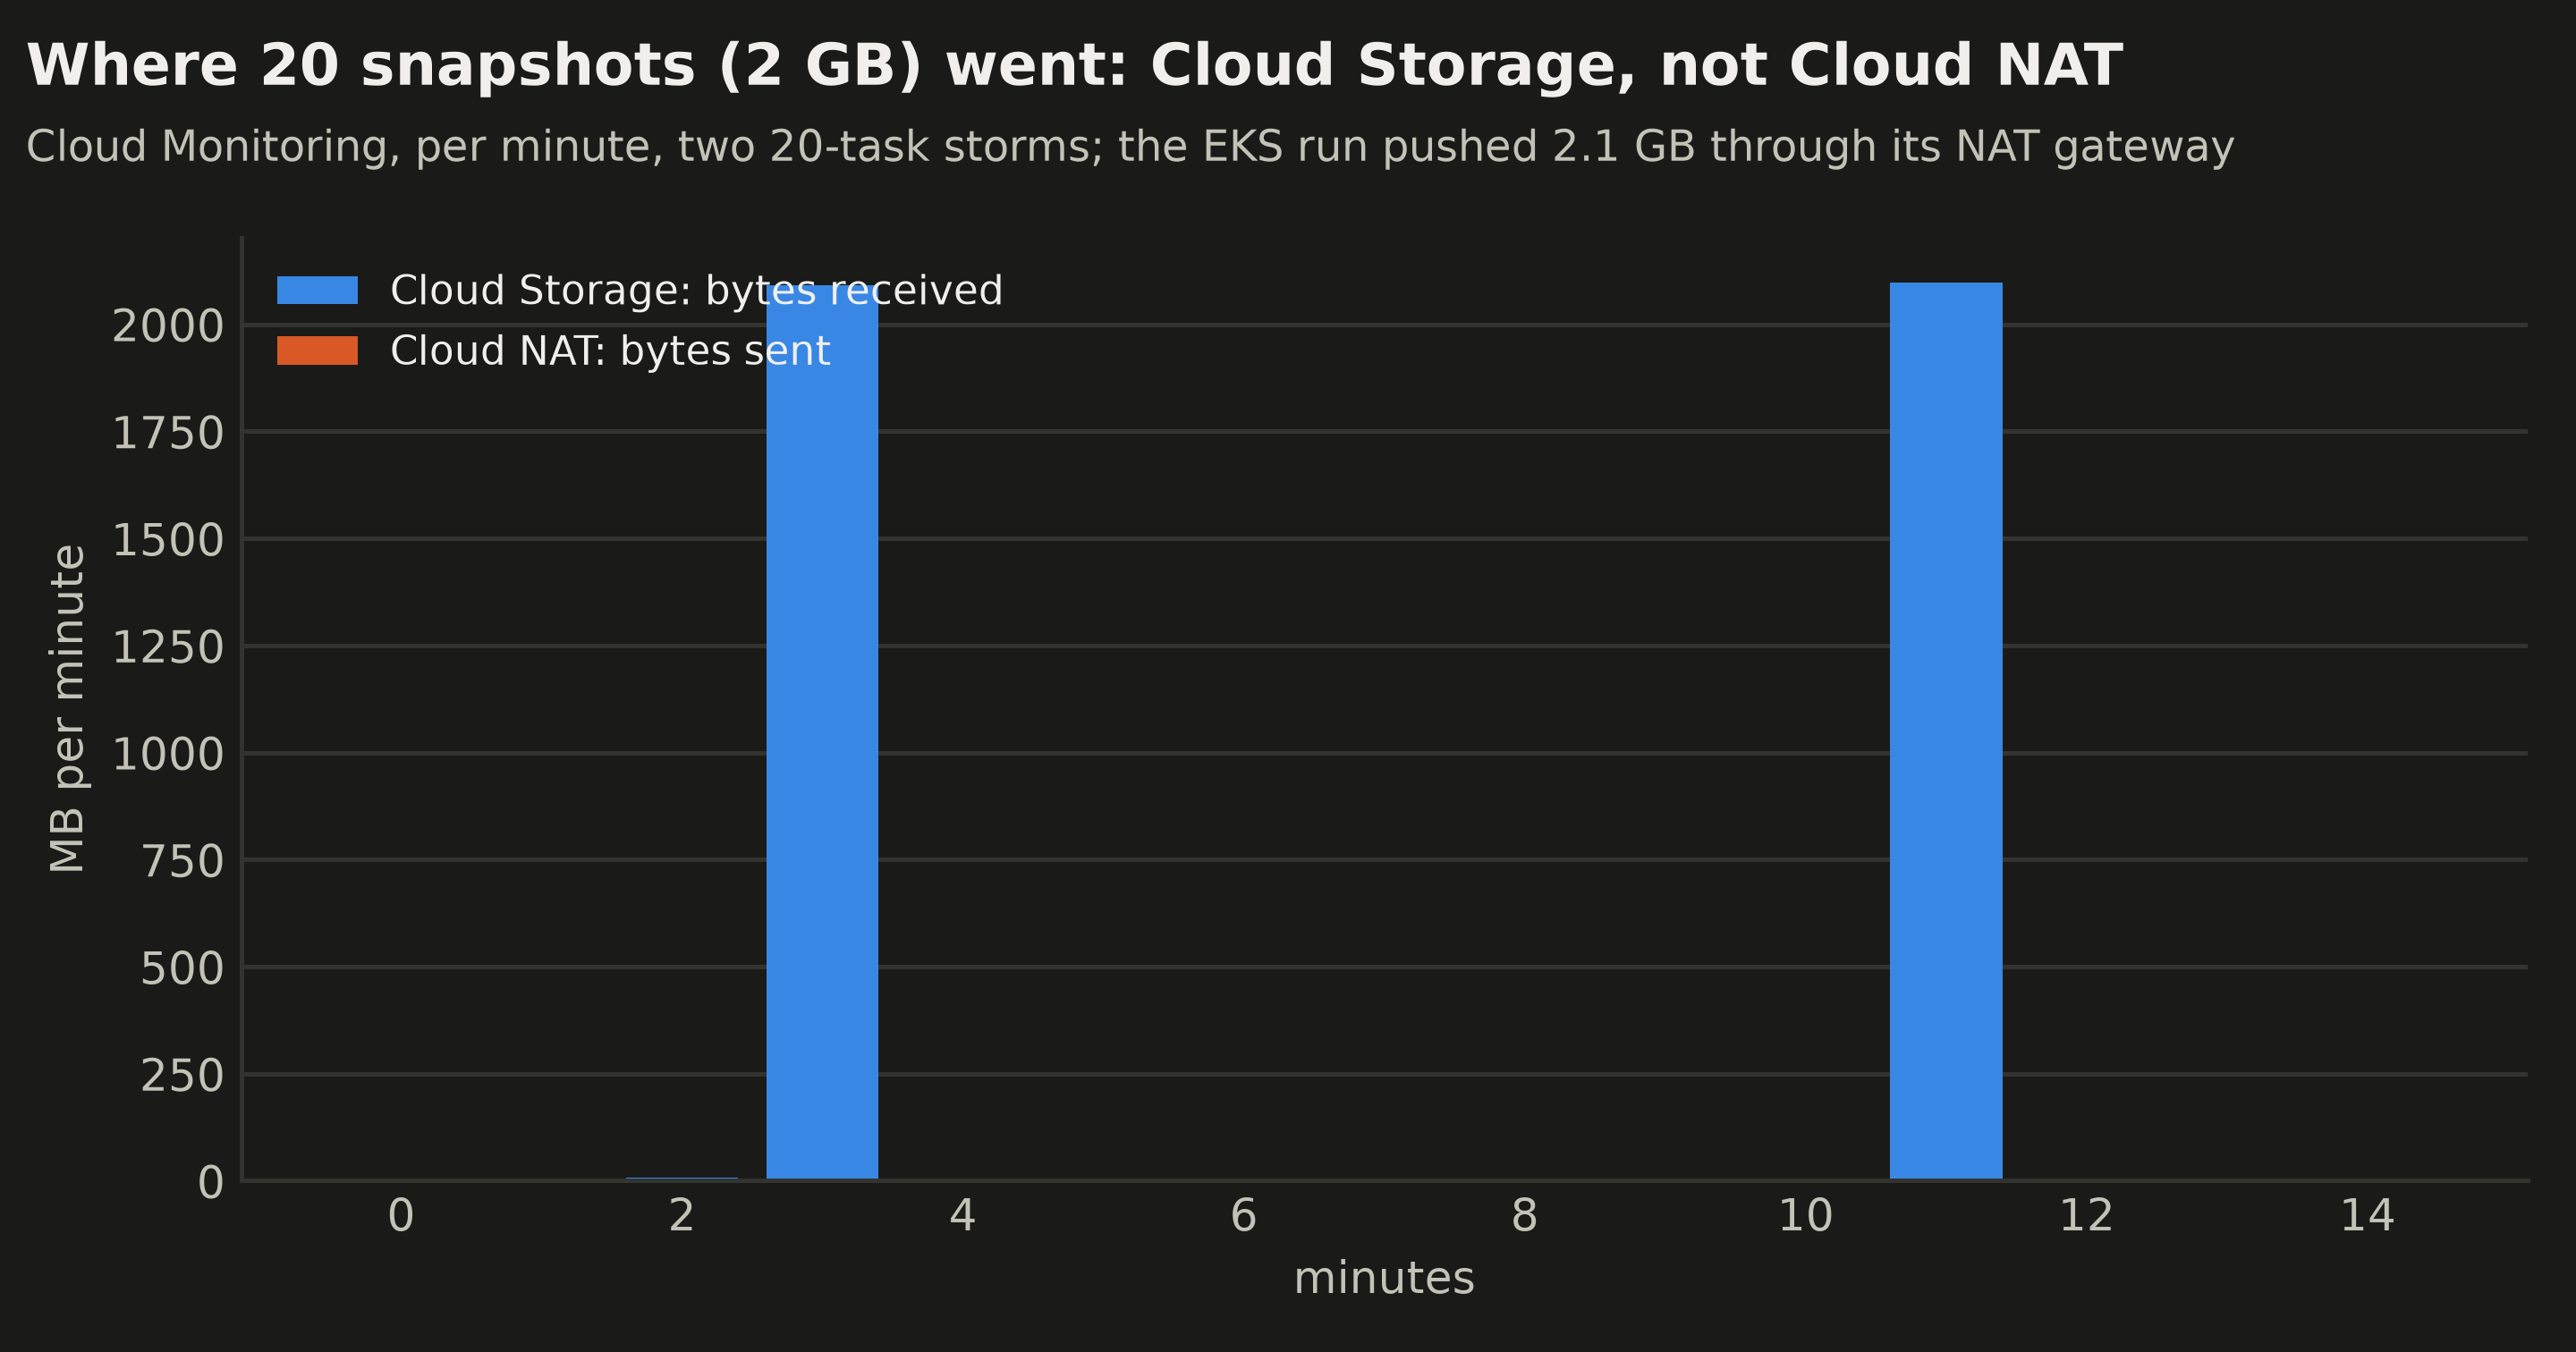 Where 20 snapshots (2 GB) went: Cloud Storage, not Cloud NAT
Cloud Monitoring, per minute, two 20-task storms; the EKS run pushed 2.1 GB through its NAT gateway
Cloud Storage: bytes received
Cloud NAT: bytes sent
MB per minute
2000
1750
1500
1250
1000
750
500
250
0
0 2 4 6 8 10 12 14
minutes